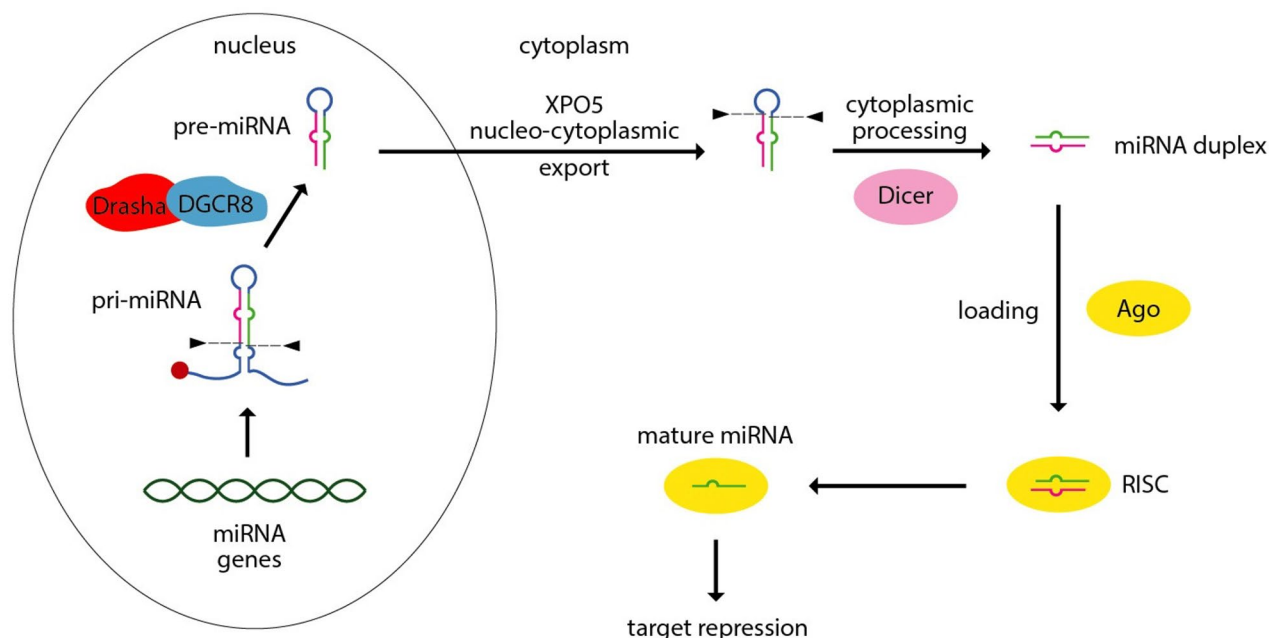 nucleus
cytoplasm
pre-miRNA
XPO5
nucleo-cytoplasmic
export
cytoplasmic
processing
Dicer
miRNA duplex
Drasha
DGCR8
pri-miRNA
loading
Ago
mature miRNA
RISC
miRNA
genes
target repression